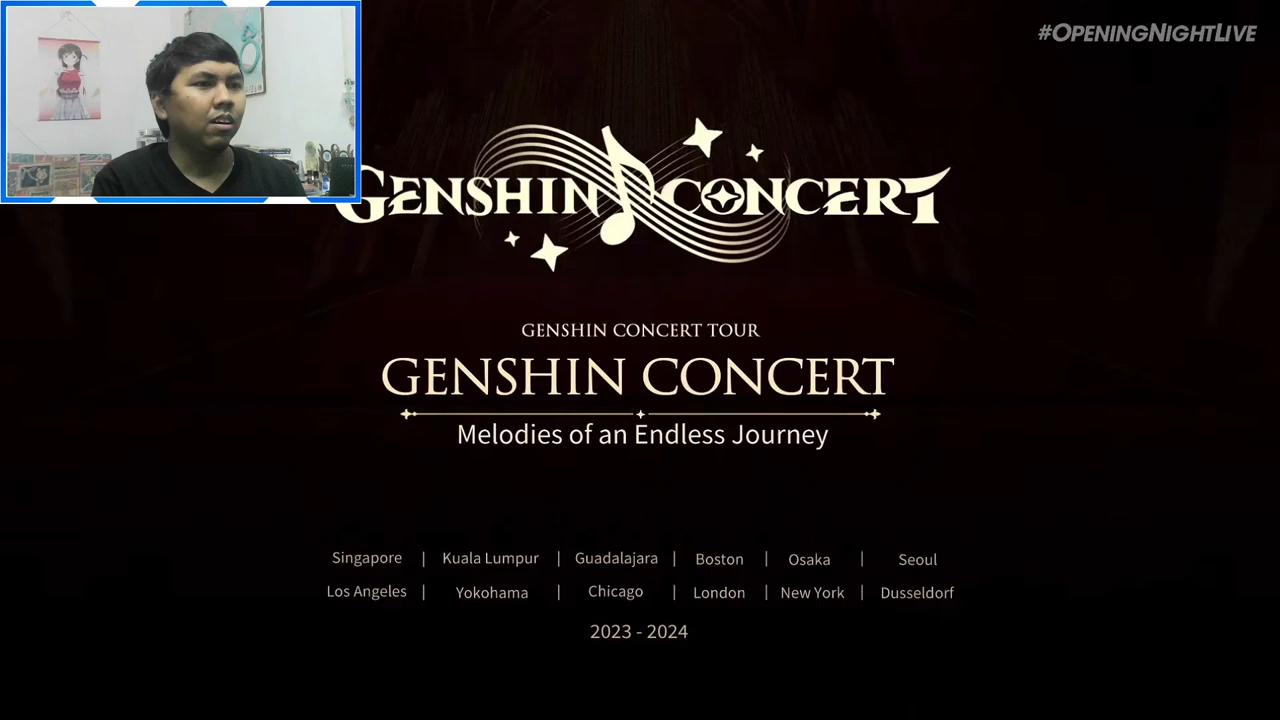 #OPENINGNIGHTLIVE
GENSHIN CONCERT
GENSHIN CONCERT TOUR
GENSHIN CONCERT
Melodies of an Endless Journey
Singapore | Kuala Lumpur | Guadalajara | Boston | Osaka | Seoul
Los Angeles | Yokohama | Chicago | London | New York | Dusseldorf
2023 - 2024